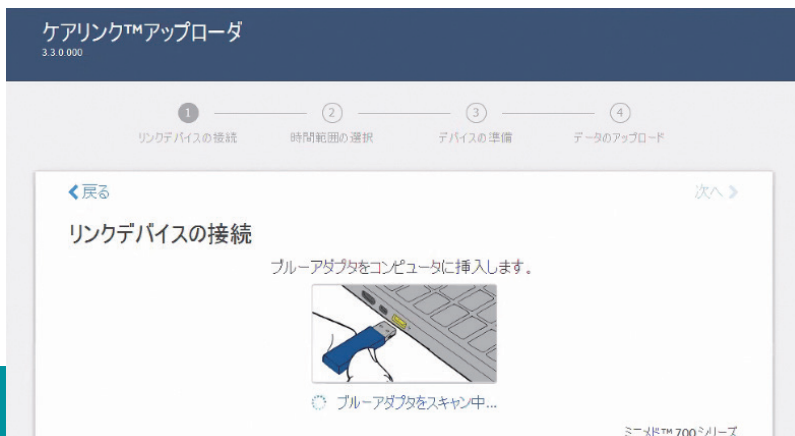 ケアリンク™アップローダ
3.3.0.000
1
2
3
4
リンクデバイスの接続
時間範囲の選択
デバイスの準備
データのアップロード
戻る
次へ
リンクデバイスの接続
ブルーアダプタをコンピュータに挿入します。
ブルーアダプタをスキャン中...
ミニメド™ 700シリーズ